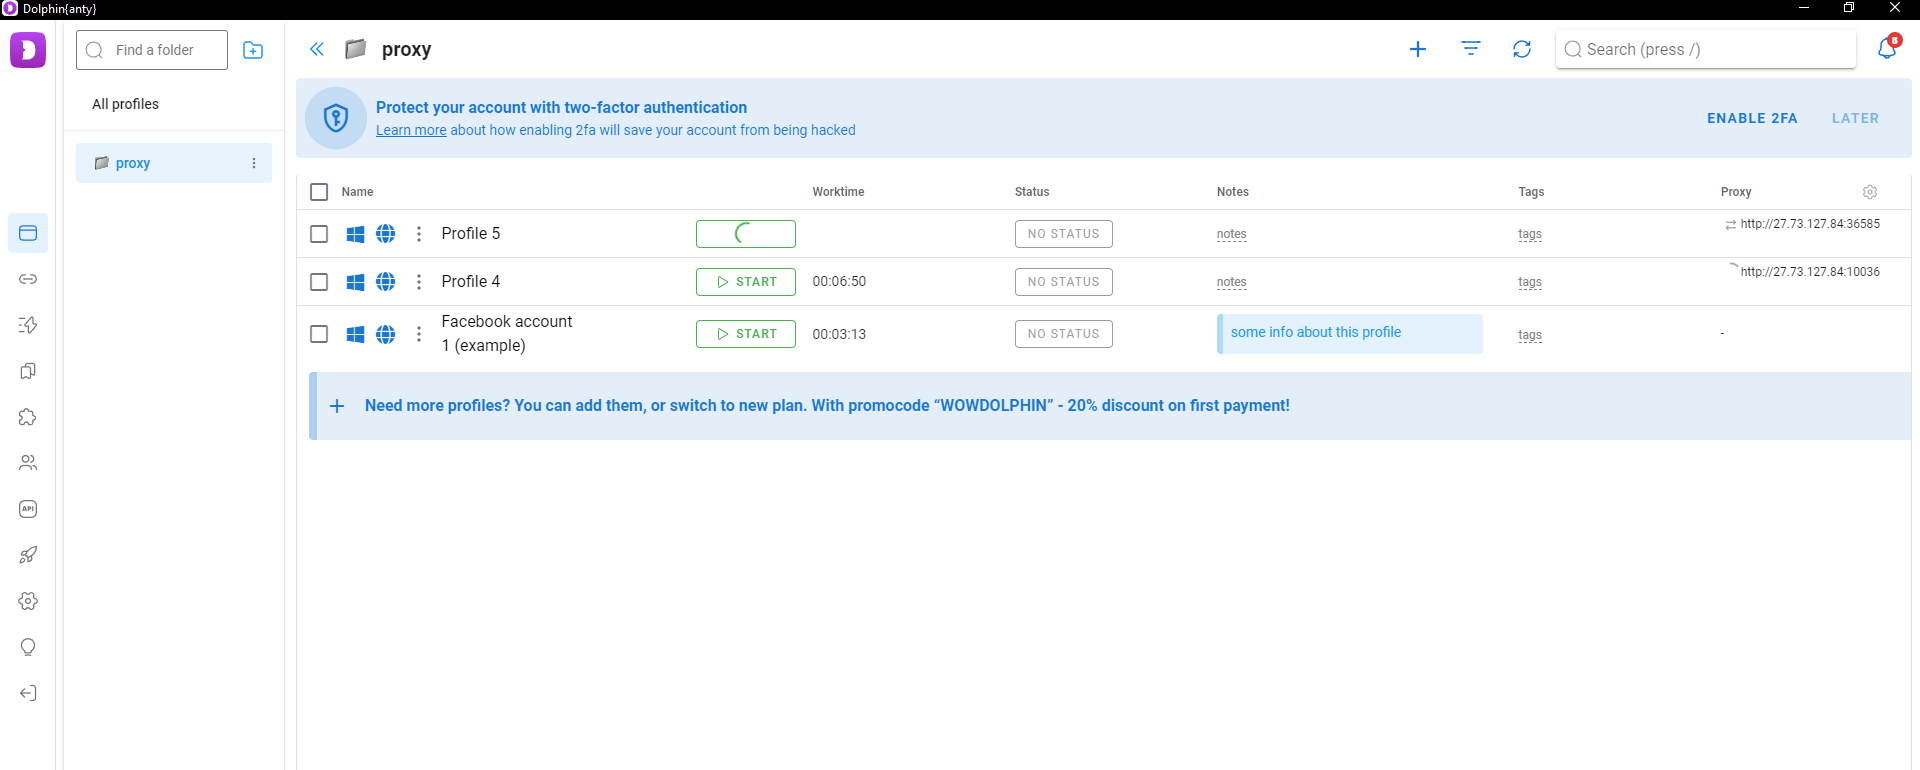 Dolphin{anty}
Find a folder
proxy
Search (press /)
8
All profiles
proxy
Protect your account with two-factor authentication
Learn more about how enabling 2fa will save your account from being hacked
ENABLE 2FA
LATER
Name Worktime Status Notes Tags Proxy
Profile 5 NO STATUS notes tags http://27.73.127.84:36585
Profile 4 START 00:06:50 NO STATUS notes tags http://27.73.127.84:10036
Facebook account
1 (example)
START 00:03:13 NO STATUS some info about this profile tags -
Need more profiles? You can add them, or switch to new plan. With promocode “WOWDOLPHIN” - 20% discount on first payment!
API